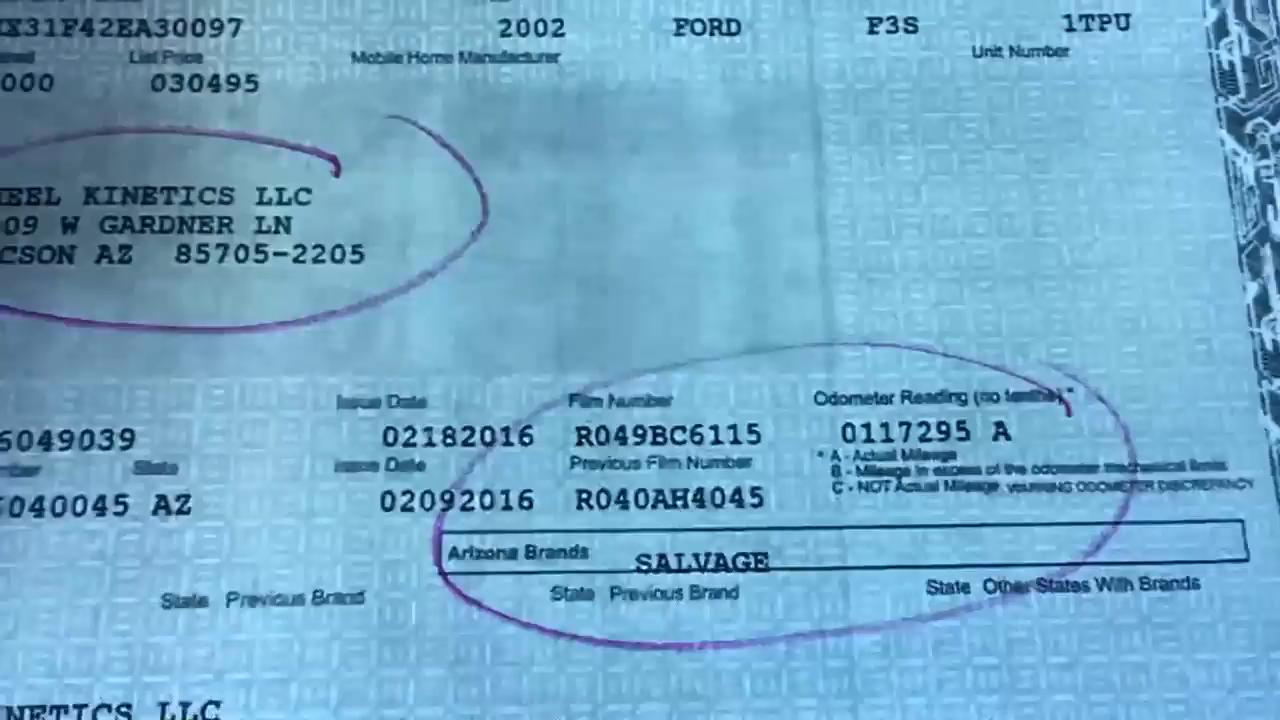 X31F42EA30097 2002 FORD F3S 1TPU
List Price Mobile Home Manufacturer Unit Number
000 030495
EEL KINETICS LLC
09 W GARDNER LN
CSON AZ 85705-2205
Issue Date Film Number Odometer Reading (no tenths)*
6049039 02182016 R049BC6115 0117295 A
State Issue Date Previous Film Number
* A - Actual Mileage
B - Mileage in excess of the odometer mechanical limits
C - NOT Actual Mileage, WARNING ODOMETER DISCREPANCY
040045 AZ 02092016 R040AH4045
Arizona Brands SALVAGE
State Previous Brand State Previous Brand State Other States With Brands
NETICS LLC